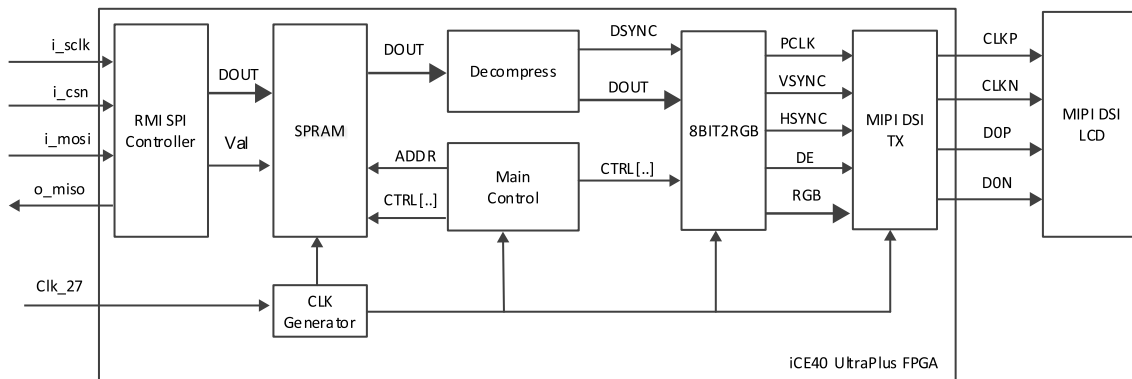 i_sclk
i_csn
i_mosi
o_miso
Clk_27
RMI SPI
Controller
DOUT
Val
SPRAM
DOUT
ADDR
CTRL[..]
CLK
Generator
Decompress
Main
Control
DSYNC
DOUT
CTRL[..]
8BIT2RGB
PCLK
VSYNC
HSYNC
DE
RGB
MIPI DSI
TX
CLKP
CLKN
D0P
D0N
MIPI DSI
LCD
iCE40 UltraPlus FPGA